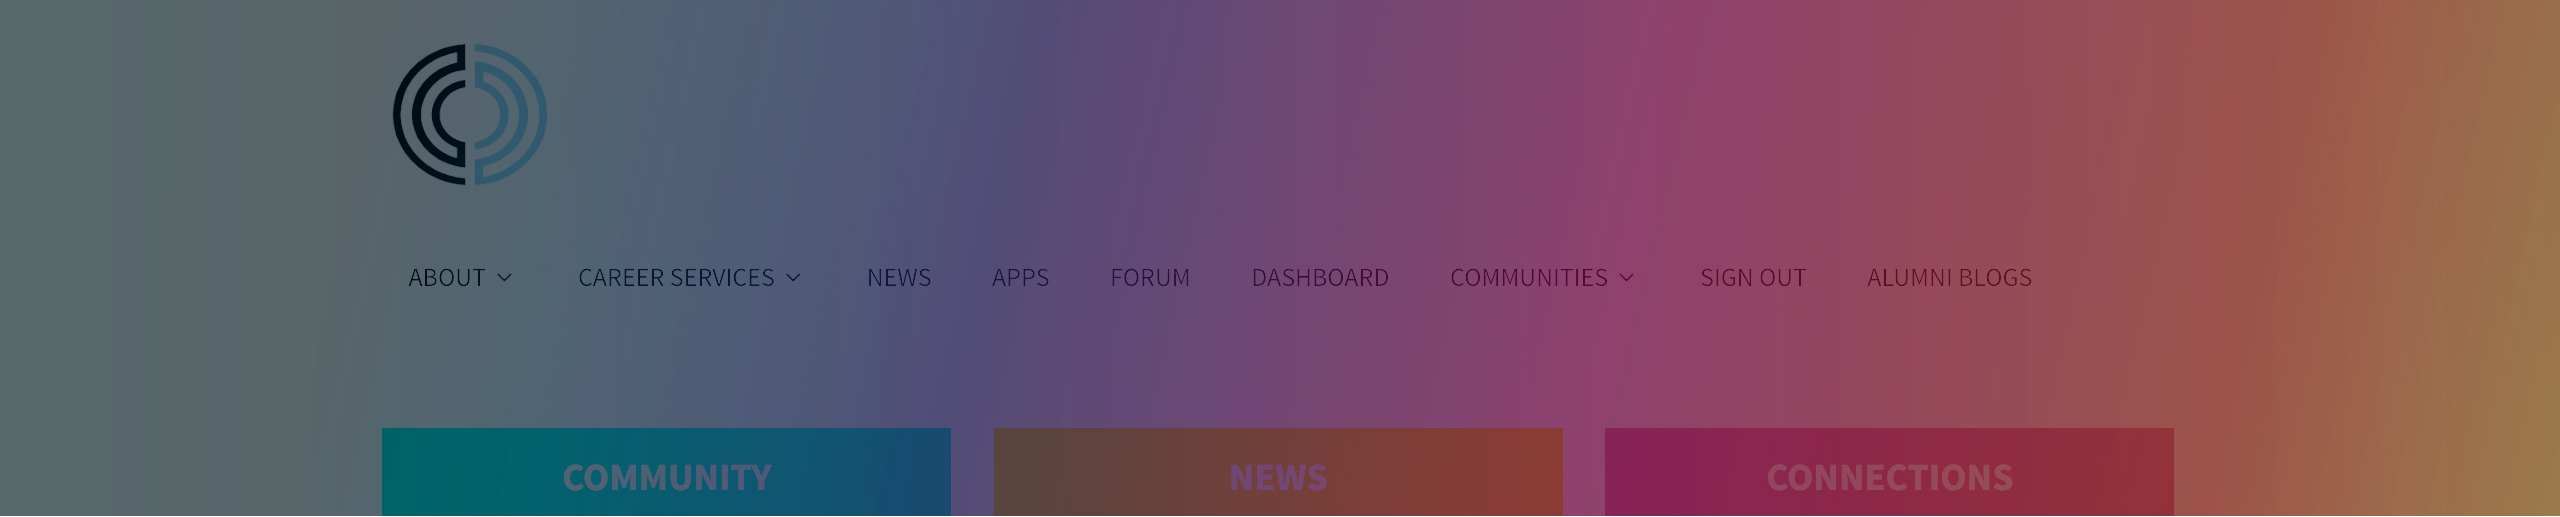 ABOUT CAREER SERVICES NEWS APPS FORUM DASHBOARD COMMUNITIES SIGN OUT ALUMNI BLOGS
COMMUNITY NEWS CONNECTIONS